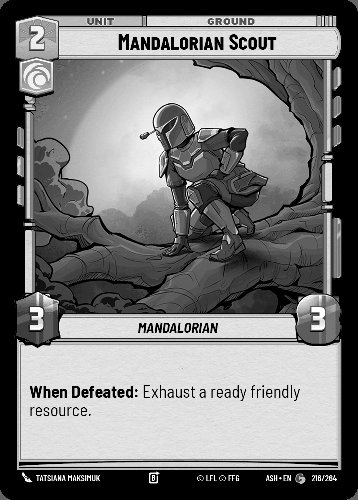 UNIT
GROUND
2
MANDALORIAN SCOUT
3
3
MANDALORIAN
When Defeated: Exhaust a ready friendly
resource.
TATSIANA MAKSIMUK
© LFL © FFG
ASH • EN
216/264